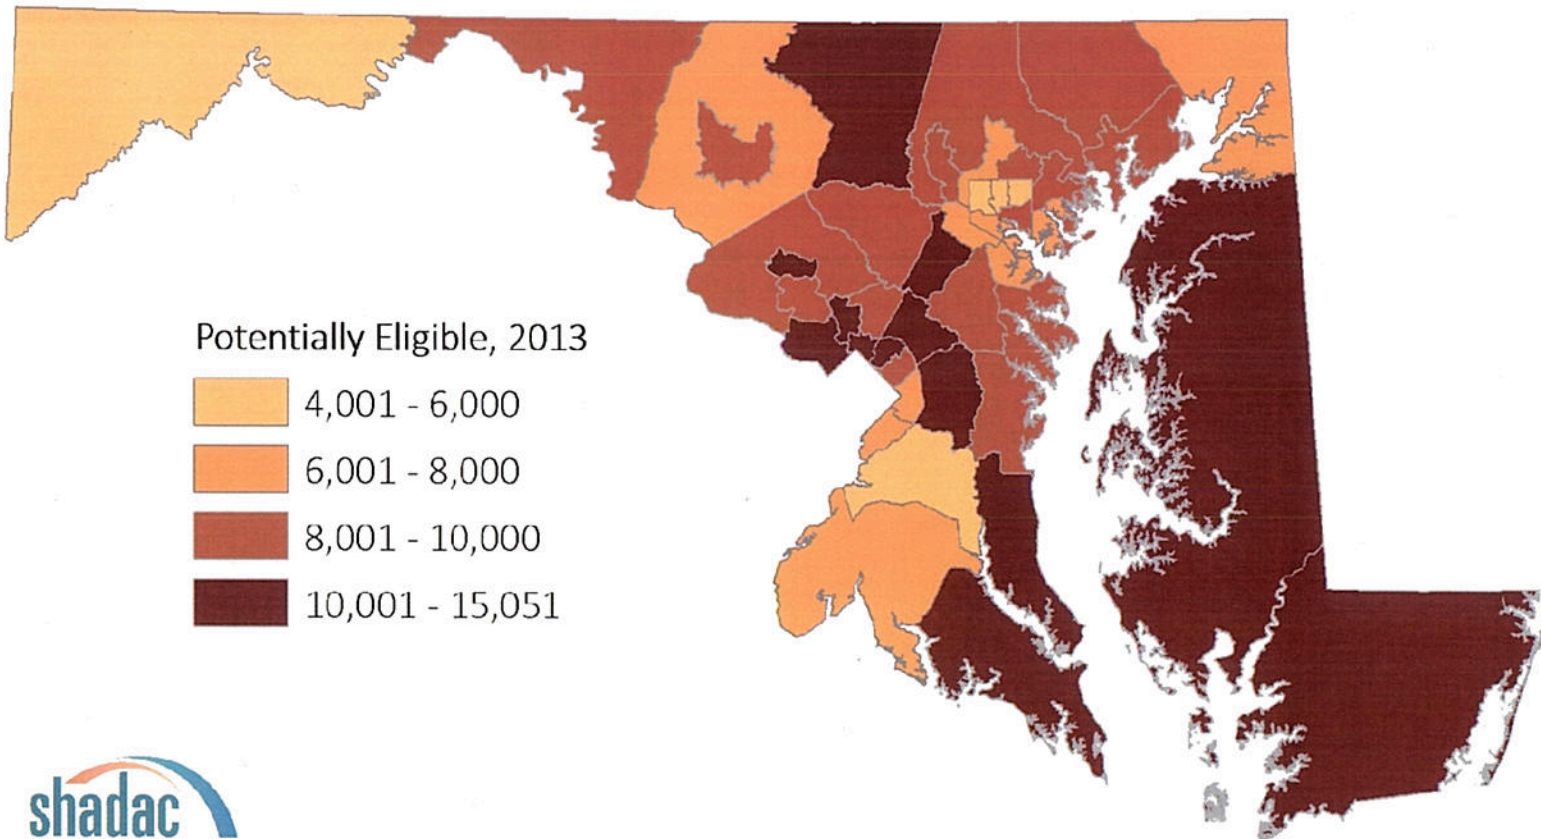 Potentially Eligible, 2013
4,001 - 6,000
6,001 - 8,000
8,001 - 10,000
10,001 - 15,051
shadac